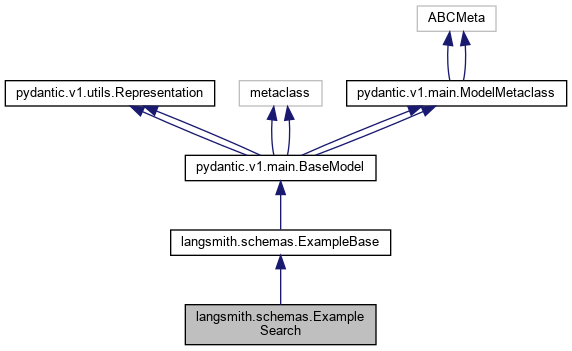 ABCMeta
pydantic.v1.utils.Representation
metaclass
pydantic.v1.main.ModelMetaclass
pydantic.v1.main.BaseModel
langsmith.schemas.ExampleBase
langsmith.schemas.Example
Search